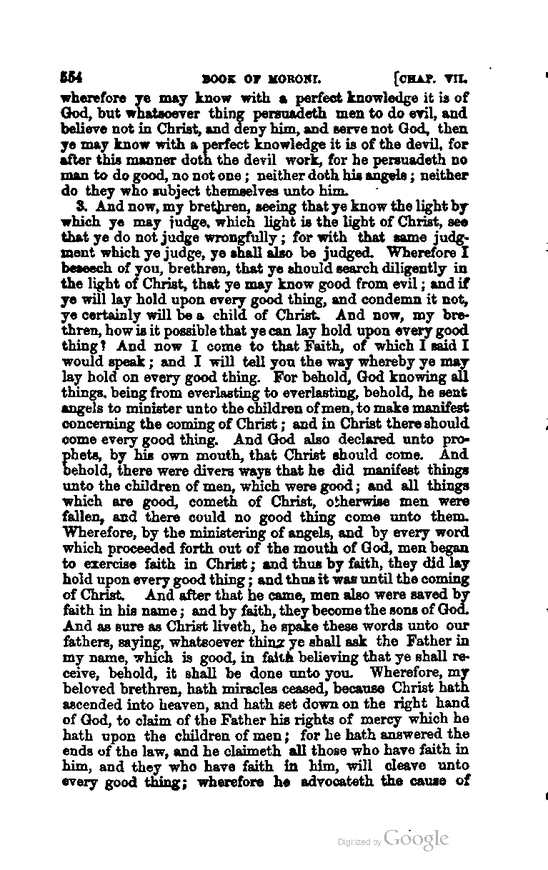 554 BOOK OF MORONI. [CHAP. VII.
wherefore ye may know with a perfect knowledge it is of
God, but whatsoever thing persuadeth men to do evil, and
believe not in Christ, and deny him, and serve not God, then
ye may know with a perfect knowledge it is of the devil, for
after this manner doth the devil work, for he persuadeth no
man to do good, no not one; neither doth his angels; neither
do they who subject themselves unto him.
3. And now, my brethren, seeing that ye know the light by
which ye may judge, which light is the light of Christ, see
that ye do not judge wrongfully; for with that same judg-
ment which ye judge, ye shall also be judged. Wherefore I
beseech of you, brethren, that ye should search diligently in
the light of Christ, that ye may know good from evil; and if
ye will lay hold upon every good thing, and condemn it not,
ye certainly will be a child of Christ. And now, my bre-
thren, how is it possible that ye can lay hold upon every good
thing? And now I come to that Faith, of which I said I
would speak; and I will tell you the way whereby ye may
lay hold on every good thing. For behold, God knowing all
things, being from everlasting to everlasting, behold, he sent
angels to minister unto the children of men, to make manifest
concerning the coming of Christ; and in Christ there should
come every good thing. And God also declared unto pro-
phets, by his own mouth, that Christ should come. And
behold, there were divers ways that he did manifest things
unto the children of men, which were good; and all things
which are good, cometh of Christ, otherwise men were
fallen, and there could no good thing come unto them.
Wherefore, by the ministering of angels, and by every word
which proceeded forth out of the mouth of God, men began
to exercise faith in Christ; and thus by faith, they did lay
hold upon every good thing; and thus it was until the coming
of Christ. And after that he came, men also were saved by
faith in his name; and by faith, they become the sons of God.
And as sure as Christ liveth, he spake these words unto our
fathers, saying, whatsoever thing ye shall ask the Father in
my name, which is good, in faith believing that ye shall re-
ceive, behold, it shall be done unto you. Wherefore, my
beloved brethren, hath miracles ceased, because Christ hath
ascended into heaven, and hath set down on the right hand
of God, to claim of the Father his rights of mercy which he
hath upon the children of men; for he hath answered the
ends of the law, and he claimeth all those who have faith in
him, and they who have faith in him, will cleave unto
every good thing; wherefore he advocateth the cause of
Digitized by Google